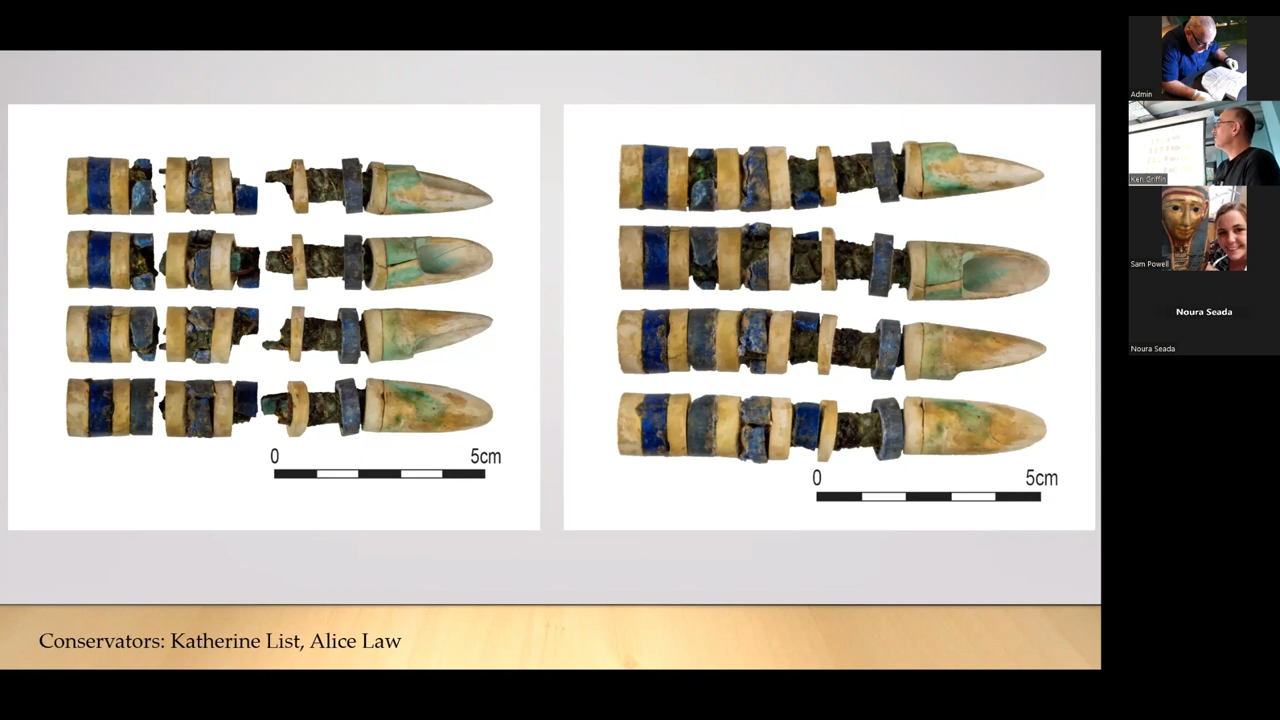 0 5cm
0 5cm
Conservators: Katherine List, Alice Law
Admin
Ken Griffin
Sam Powell
Noura Seada
Noura Seada